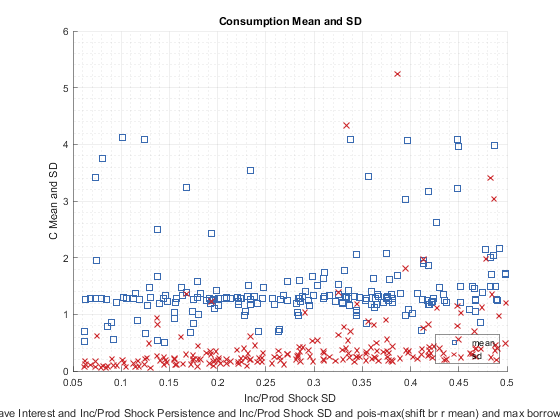 Consumption Mean and SD
C Mean and SD
6
5
4
3
2
1
0
0.05 0.1 0.15 0.2 0.25 0.3 0.35 0.4 0.45 0.5
mean
sd
Inc/Prod Shock SD
ave Interest and Inc/Prod Shock Persistence and Inc/Prod Shock SD and pois-max(shift br r mean) and max borrow